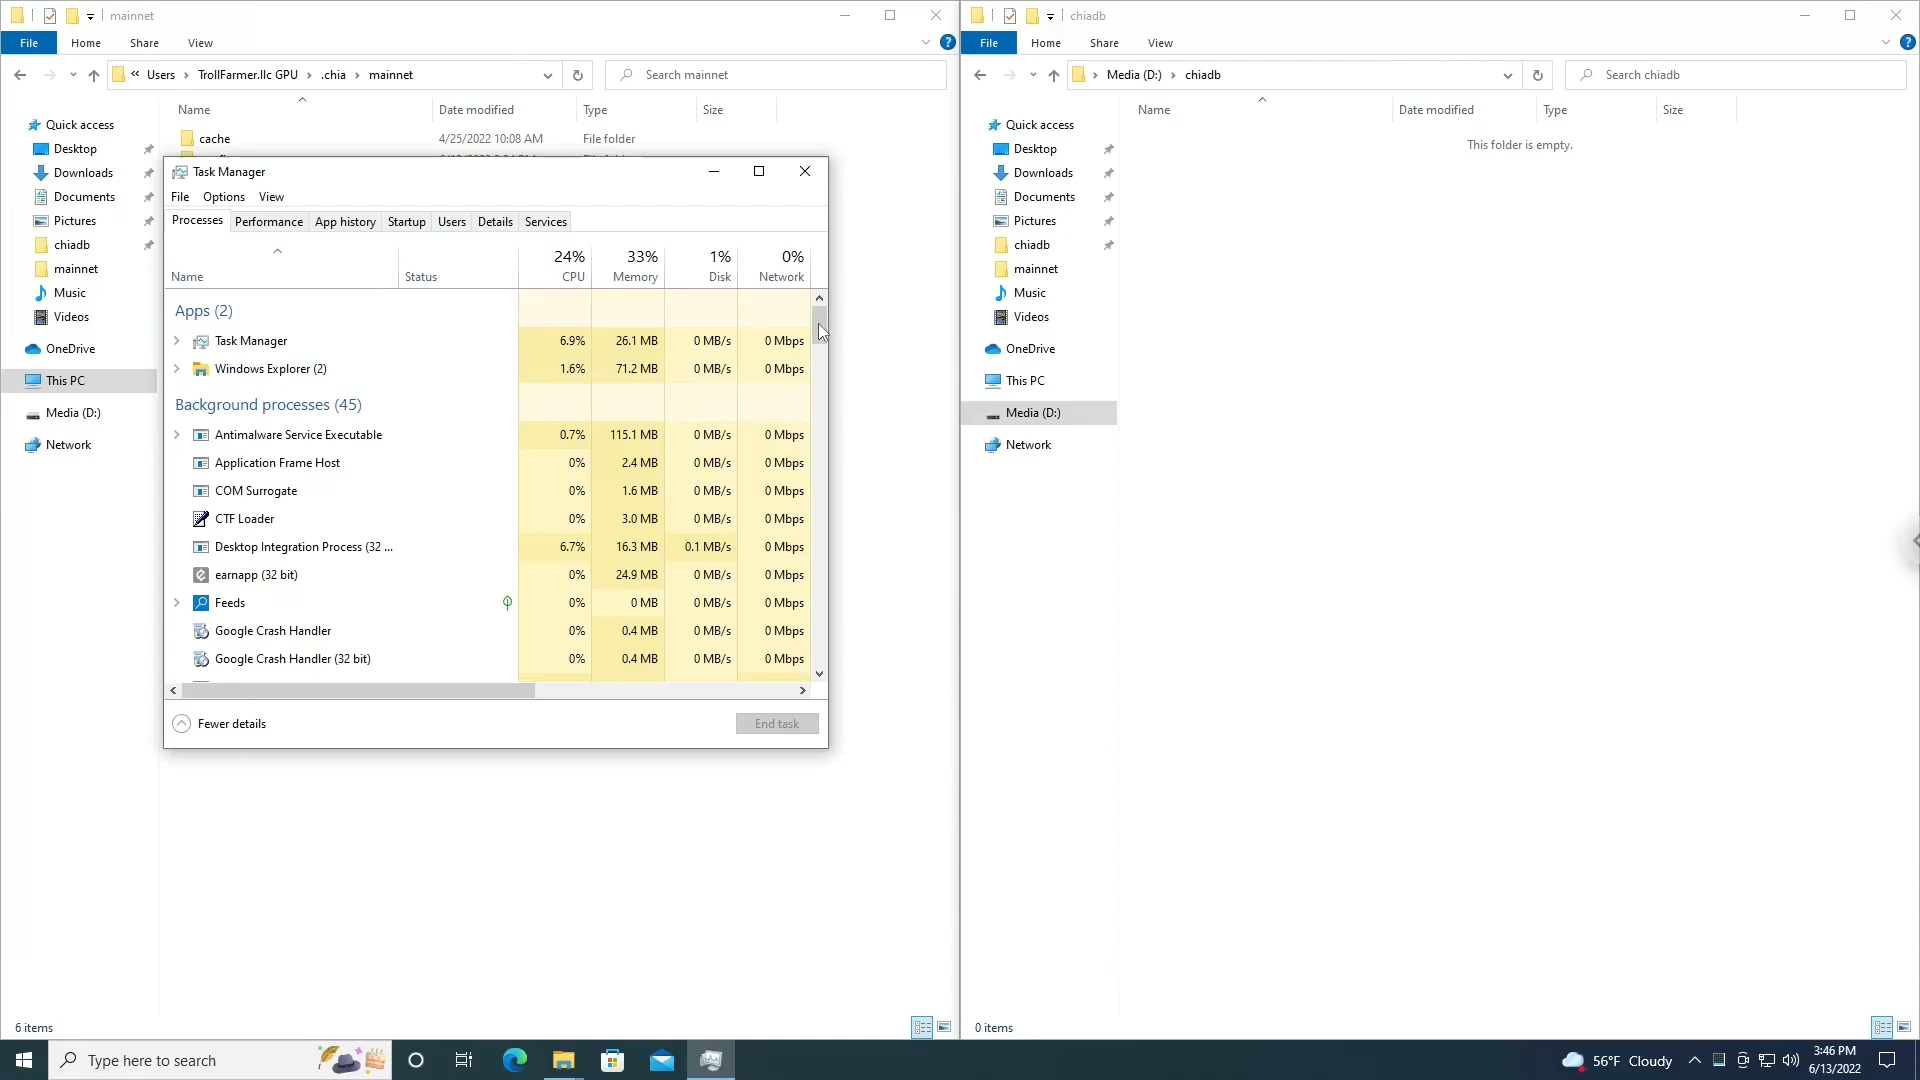 mainnet
File Home Share View
« Users › TrollFarmer.llc GPU › .chia › mainnet
Search mainnet
Name Date modified Type Size
Quick access
Desktop
Downloads
Documents
Pictures
chiadb
mainnet
Music
Videos
OneDrive
This PC
Media (D:)
Network
cache 4/25/2022 10:08 AM File folder
6 items
Task Manager
File Options View
Processes Performance App history Startup Users Details Services
24% 33% 1% 0%
Name Status CPU Memory Disk Network
Apps (2)
Task Manager 6.9% 26.1 MB 0 MB/s 0 Mbps
Windows Explorer (2) 1.6% 71.2 MB 0 MB/s 0 Mbps
Background processes (45)
Antimalware Service Executable 0.7% 115.1 MB 0 MB/s 0 Mbps
Application Frame Host 0% 2.4 MB 0 MB/s 0 Mbps
COM Surrogate 0% 1.6 MB 0 MB/s 0 Mbps
CTF Loader 0% 3.0 MB 0 MB/s 0 Mbps
Desktop Integration Process (32 ... 6.7% 16.3 MB 0.1 MB/s 0 Mbps
earnapp (32 bit) 0% 24.9 MB 0 MB/s 0 Mbps
Feeds 0% 0 MB 0 MB/s 0 Mbps
Google Crash Handler 0% 0.4 MB 0 MB/s 0 Mbps
Google Crash Handler (32 bit) 0% 0.4 MB 0 MB/s 0 Mbps
Fewer details End task
chiadb
File Home Share View
› Media (D:) › chiadb
Search chiadb
Name Date modified Type Size
This folder is empty.
Quick access
Desktop
Downloads
Documents
Pictures
chiadb
mainnet
Music
Videos
OneDrive
This PC
Media (D:)
Network
0 items
Type here to search
56°F Cloudy
3:46 PM
6/13/2022